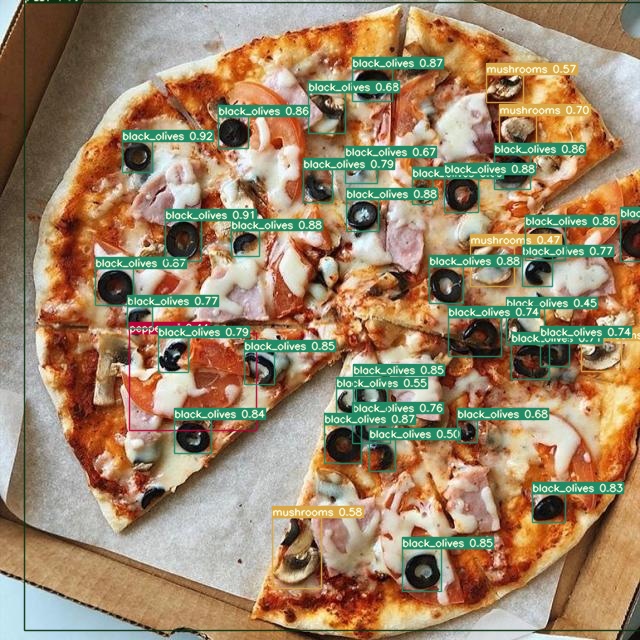 black_olives 0.87
mushrooms 0.57
black_olives 0.68
black_olives 0.86
mushrooms 0.70
black_olives 0.92
black_olives 0.67
black_olives 0.86
black_olives 0.79
black_olives 0.88
black_olives 0.88
black_olives 0.91
black_olives 0.86
black_olives 0.88
mushrooms 0.47
black_olives 0.77
black_olives 0.87
black_olives 0.88
black_olives 0.77
black_olives 0.45
black_olives 0.74
black_olives 0.79
black_olives 0.74
black_olives 0.85
black_olives 0.85
black_olives 0.55
black_olives 0.76
black_olives 0.84
black_olives 0.87
black_olives 0.68
black_olives 0.50
black_olives 0.83
mushrooms 0.58
black_olives 0.85